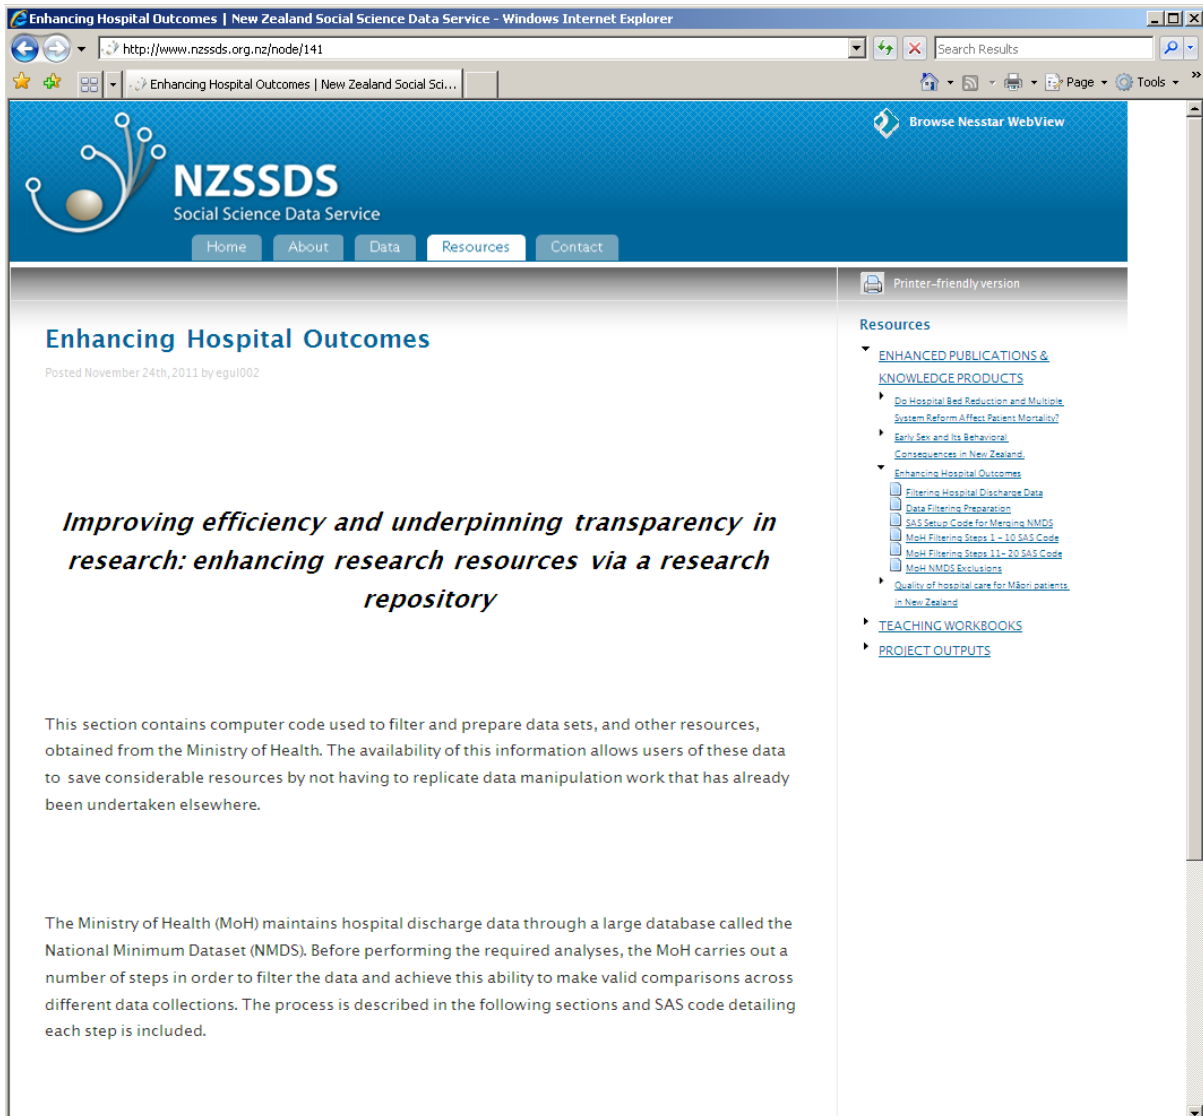 Enhancing Hospital Outcomes | New Zealand Social Science Data Service - Windows Internet Explorer
http://www.nzssds.org.nz/node/141
Search Results
Enhancing Hospital Outcomes | New Zealand Social Sci...
Page
Tools
»
Browse Nesstar WebView
NZSSDS
Social Science Data Service
Home
About
Data
Resources
Contact
Printer-friendly version
Enhancing Hospital Outcomes
Posted November 24th, 2011 by egul002
Improving efficiency and underpinning transparency in
research: enhancing research resources via a research
repository
This section contains computer code used to filter and prepare data sets, and other resources,
obtained from the Ministry of Health. The availability of this information allows users of these data
to save considerable resources by not having to replicate data manipulation work that has already
been undertaken elsewhere.
The Ministry of Health (MoH) maintains hospital discharge data through a large database called the
National Minimum Dataset (NMDS). Before performing the required analyses, the MoH carries out a
number of steps in order to filter the data and achieve this ability to make valid comparisons across
different data collections. The process is described in the following sections and SAS code detailing
each step is included.
Resources
ENHANCED PUBLICATIONS &
KNOWLEDGE PRODUCTS
Do Hospital Bed Reduction and Multiple
System Reform Affect Patient Mortality?
Early Sex and Its Behavioral
Consequences in New Zealand.
Enhancing Hospital Outcomes
Filtering Hospital Discharge Data
Data Filtering Preparation
SAS Setup Code for Merging NMDS
MoH Filtering Steps 1 - 10 SAS Code
MoH Filtering Steps 11- 20 SAS Code
MoH NMDS Exclusions
Quality of hospital care for Māori patients
in New Zealand
TEACHING WORKBOOKS
PROJECT OUTPUTS